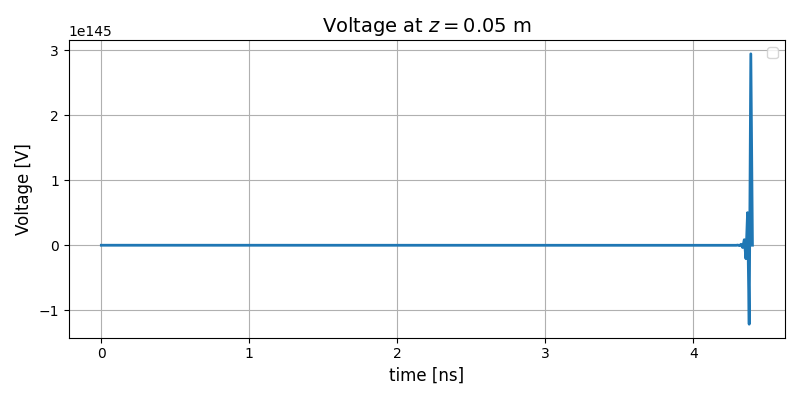 Voltage at z = 0.05 m
1e145
3
2
1
0
−1
Voltage [V]
0 1 2 3 4
time [ns]